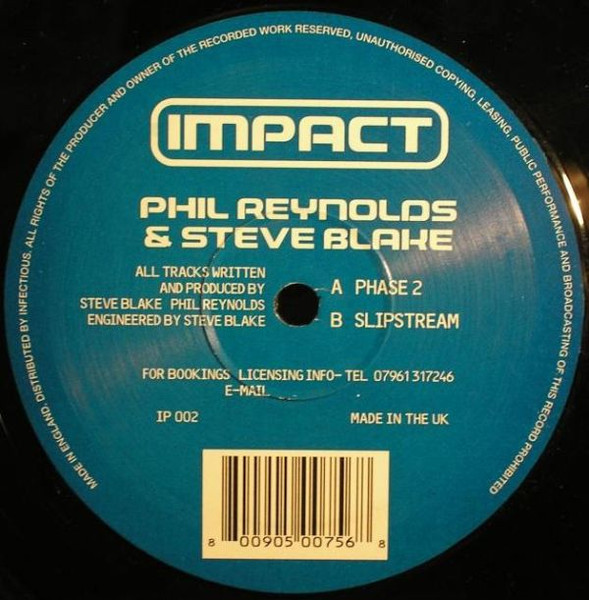 MADE IN ENGLAND. DISTRIBUTED BY INFECTIOUS. ALL RIGHTS OF THE PRODUCER AND OWNER OF THE RECORDED WORK RESERVED, UNAUTHORISED COPYING, LEASING, PUBLIC PERFORMANCE AND BROADCASTING OF THIS RECORD PROHIBITED
IMPACT
PHIL REYNOLDS
& STEVE BLAKE
ALL TRACKS WRITTEN
AND PRODUCED BY
STEVE BLAKE PHIL REYNOLDS
ENGINEERED BY STEVE BLAKE
A PHASE 2
B SLIPSTREAM
FOR BOOKINGS LICENSING INFO- TEL 07961 317246
E-MAIL
IP 002
MADE IN THE UK
8 00905 00756 8